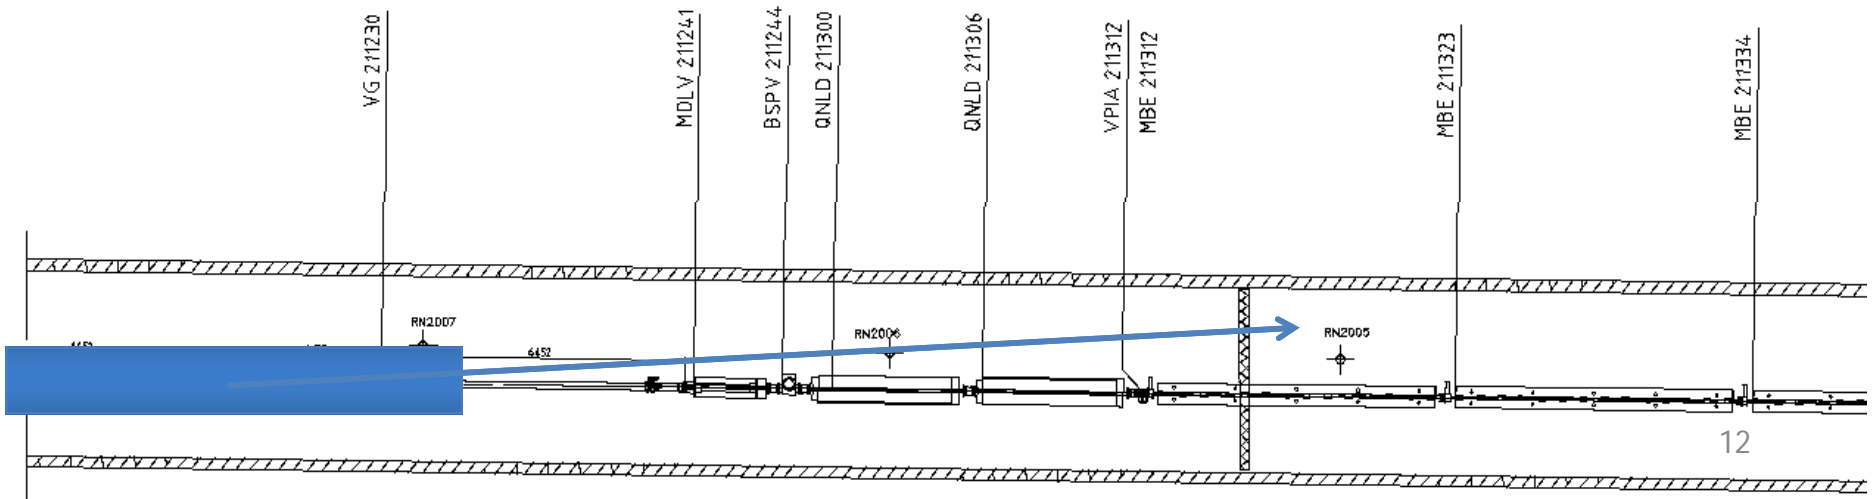 VG 211230
MDLV 211241
BSPV 211244
QNLD 211300
QNLD 211306
VPIA 211312
MBE 211312
MBE 211323
MBE 211334
RN2007
RN2006
RN2005
6452
12